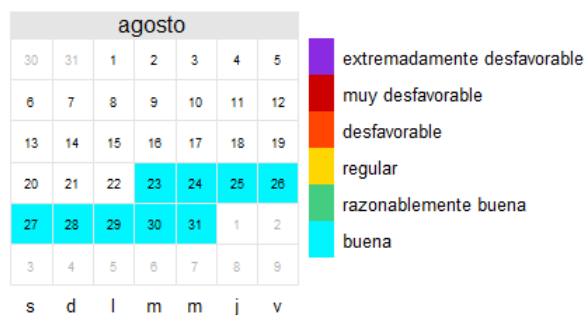 agosto
30 31 1 2 3 4 5
6 7 8 9 10 11 12
13 14 15 16 17 18 19
20 21 22 23 24 25 26
27 28 29 30 31 1 2
3 4 5 6 7 8 9
s d l m m j v
extremadamente desfavorable
muy desfavorable
desfavorable
regular
razonablemente buena
buena